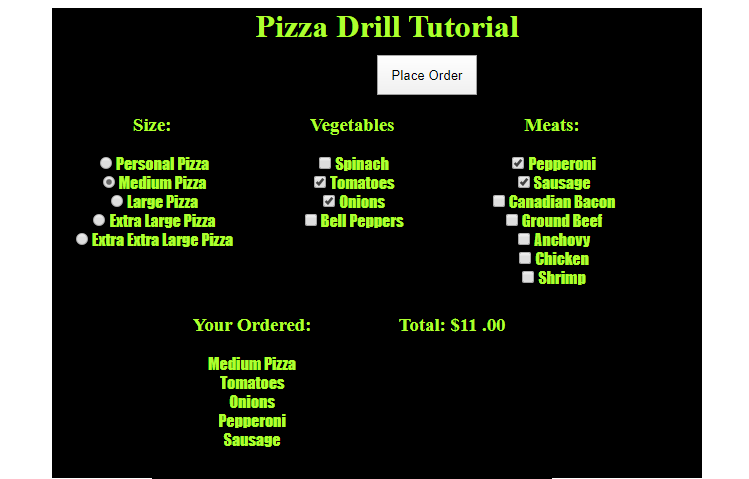 Pizza Drill Tutorial
Place Order
Size:
Personal Pizza
Medium Pizza
Large Pizza
Extra Large Pizza
Extra Extra Large Pizza
Vegetables
Spinach
Tomatoes
Onions
Bell Peppers
Meats:
Pepperoni
Sausage
Canadian Bacon
Ground Beef
Anchovy
Chicken
Shrimp
Your Ordered:
Medium Pizza
Tomatoes
Onions
Pepperoni
Sausage
Total: $11 .00